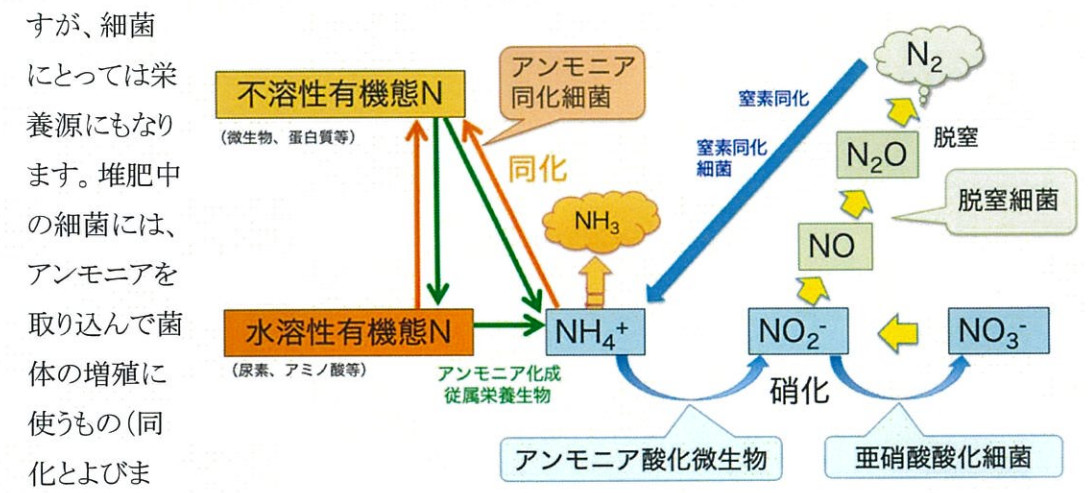 すが、細菌
にとっては栄
養源にもなり
ます。堆肥中
の細菌には、
アンモニアを
取り込んで菌
体の増殖に
使うもの(同
化とよびま
不溶性有機態N
(微生物、蛋白質等)
アンモニア
同化細菌
同化
NH₃
窒素同化
窒素同化
細菌
N₂
N₂O
脱窒
脱窒細菌
NO
水溶性有機態N
(尿素、アミノ酸等)
アンモニア化成
従属栄養生物
NH₄⁺
NO₂⁻
NO₃⁻
硝化
アンモニア酸化微生物
亜硝酸酸化細菌